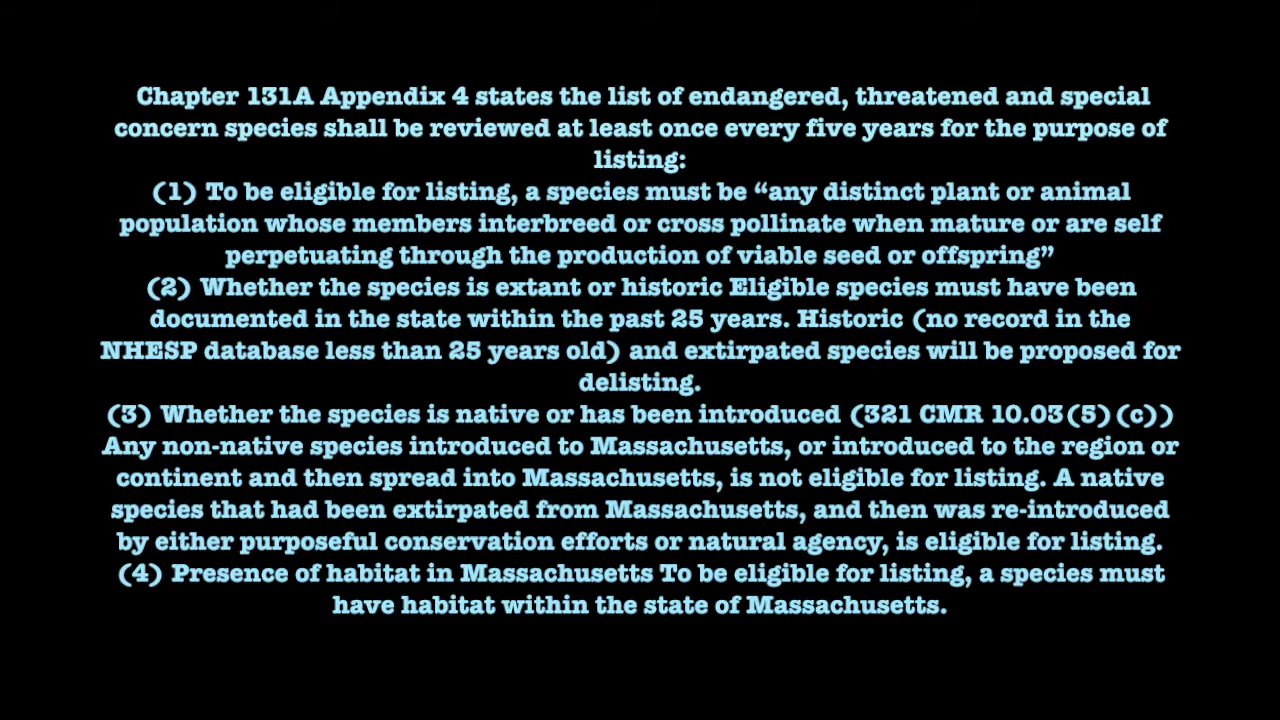 Chapter 131A Appendix 4 states the list of endangered, threatened and special
concern species shall be reviewed at least once every five years for the purpose of
listing:
(1) To be eligible for listing, a species must be “any distinct plant or animal
population whose members interbreed or cross pollinate when mature or are self
perpetuating through the production of viable seed or offspring”
(2) Whether the species is extant or historic Eligible species must have been
documented in the state within the past 25 years. Historic (no record in the
NHESP database less than 25 years old) and extirpated species will be proposed for
delisting.
(3) Whether the species is native or has been introduced (321 CMR 10.03(5)(c))
Any non-native species introduced to Massachusetts, or introduced to the region or
continent and then spread into Massachusetts, is not eligible for listing. A native
species that had been extirpated from Massachusetts, and then was re-introduced
by either purposeful conservation efforts or natural agency, is eligible for listing.
(4) Presence of habitat in Massachusetts To be eligible for listing, a species must
have habitat within the state of Massachusetts.